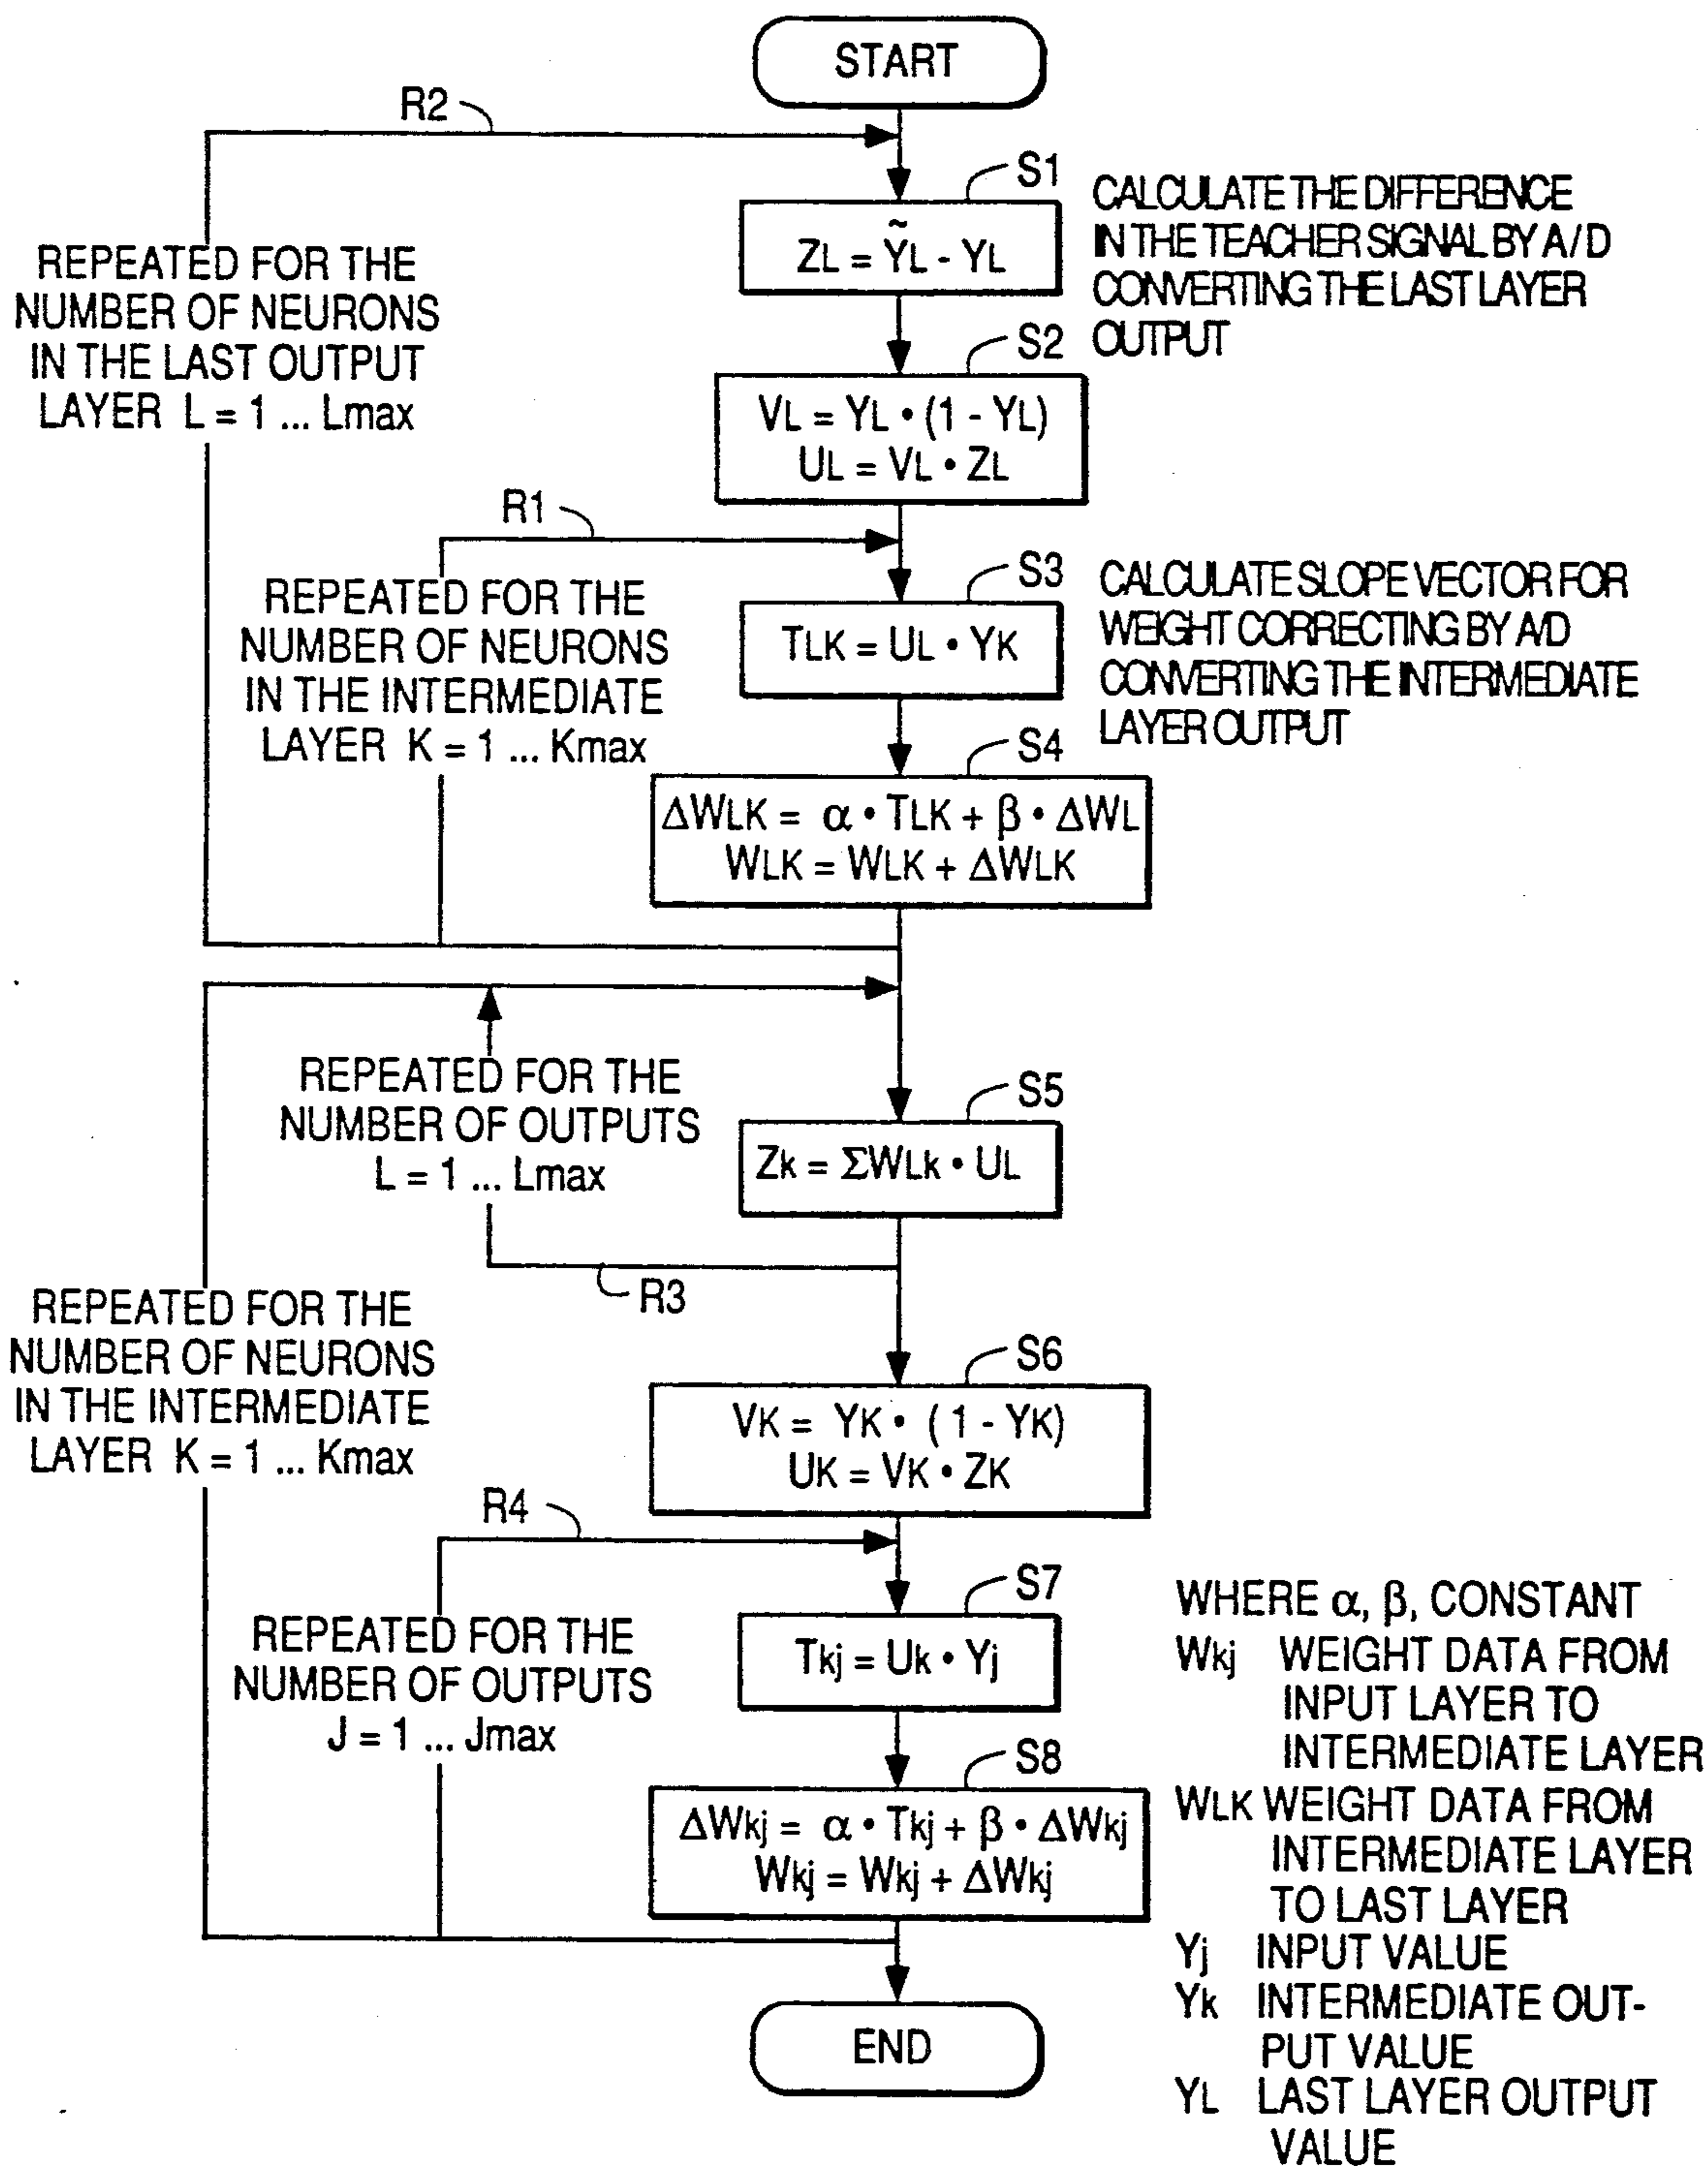 START
R2
S1
Z̃L = ỸL - YL
CALCULATE THE DIFFERENCE
IN THE TEACHER SIGNAL BY A/D
CONVERTING THE LAST LAYER
OUTPUT
REPEATED FOR THE
NUMBER OF NEURONS
IN THE LAST OUTPUT
LAYER L = 1 ... Lmax
S2
VL = YL • (1 - YL)
UL = VL • ZL
R1
S3
TLK = UL • YK
CALCULATE SLOPE VECTOR FOR
WEIGHT CORRECTING BY A/D
CONVERTING THE INTERMEDIATE
LAYER OUTPUT
REPEATED FOR THE
NUMBER OF NEURONS
IN THE INTERMEDIATE
LAYER K = 1 ... Kmax
S4
ΔWLK = α • TLK + β • ΔWL
WLK = WLK + ΔWLK
REPEATED FOR THE
NUMBER OF OUTPUTS
L = 1 ... Lmax
S5
Zk = ΣWLk • UL
R3
REPEATED FOR THE
NUMBER OF NEURONS
IN THE INTERMEDIATE
LAYER K = 1 ... Kmax
S6
VK = YK • ( 1 - YK)
UK = VK • ZK
R4
S7
Tkj = Uk • Yj
REPEATED FOR THE
NUMBER OF OUTPUTS
J = 1 ... Jmax
S8
ΔWkj = α • Tkj + β • ΔWkj
Wkj = Wkj + ΔWkj
END
WHERE α, β, CONSTANT
Wkj WEIGHT DATA FROM
INPUT LAYER TO
INTERMEDIATE LAYER
WLK WEIGHT DATA FROM
INTERMEDIATE LAYER
TO LAST LAYER
Yj INPUT VALUE
Yk INTERMEDIATE OUT-
PUT VALUE
YL LAST LAYER OUTPUT
VALUE